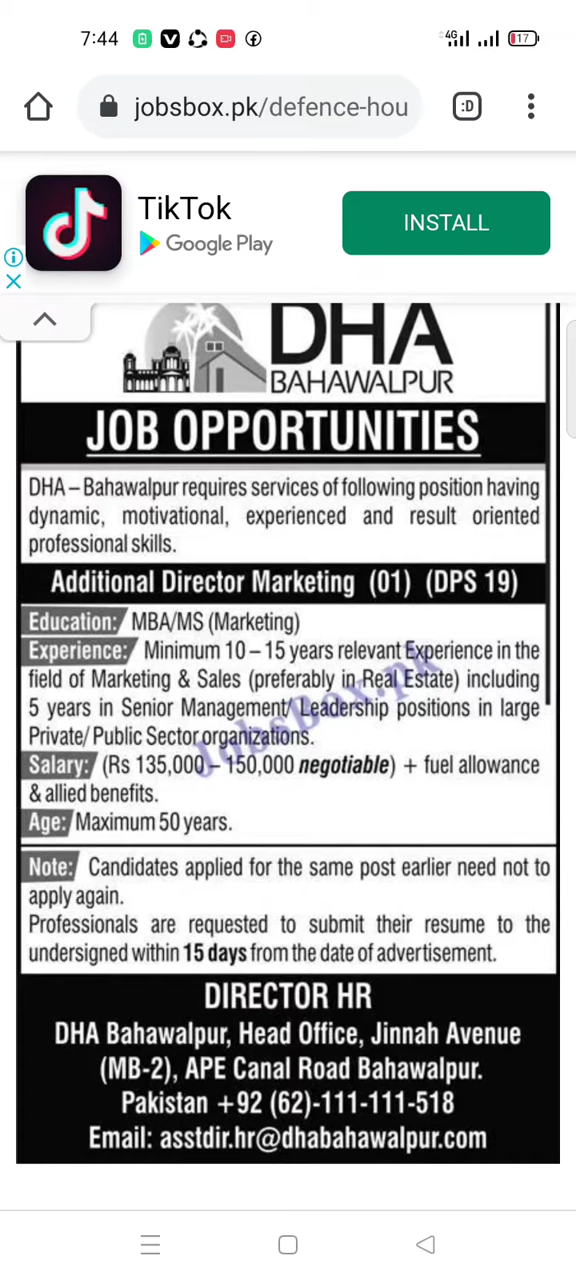 7:44
4G
17
jobsbox.pk/defence-hou
:D
TikTok
Google Play
INSTALL
DHA
BAHAWALPUR
JOB OPPORTUNITIES
DHA – Bahawalpur requires services of following position having
dynamic, motivational, experienced and result oriented
professional skills.
Additional Director Marketing (01) (DPS 19)
Education: MBA/MS (Marketing)
Experience: Minimum 10 – 15 years relevant Experience in the
field of Marketing & Sales (preferably in Real Estate) including
5 years in Senior Management/ Leadership positions in large
Private/ Public Sector organizations.
JobsBox.pk
Salary: (Rs 135,000 – 150,000 negotiable) + fuel allowance
& allied benefits.
Age: Maximum 50 years.
Note: Candidates applied for the same post earlier need not to
apply again.
Professionals are requested to submit their resume to the
undersigned within 15 days from the date of advertisement.
DIRECTOR HR
DHA Bahawalpur, Head Office, Jinnah Avenue
(MB-2), APE Canal Road Bahawalpur.
Pakistan +92 (62)-111-111-518
Email: asstdir.hr@dhabahawalpur.com